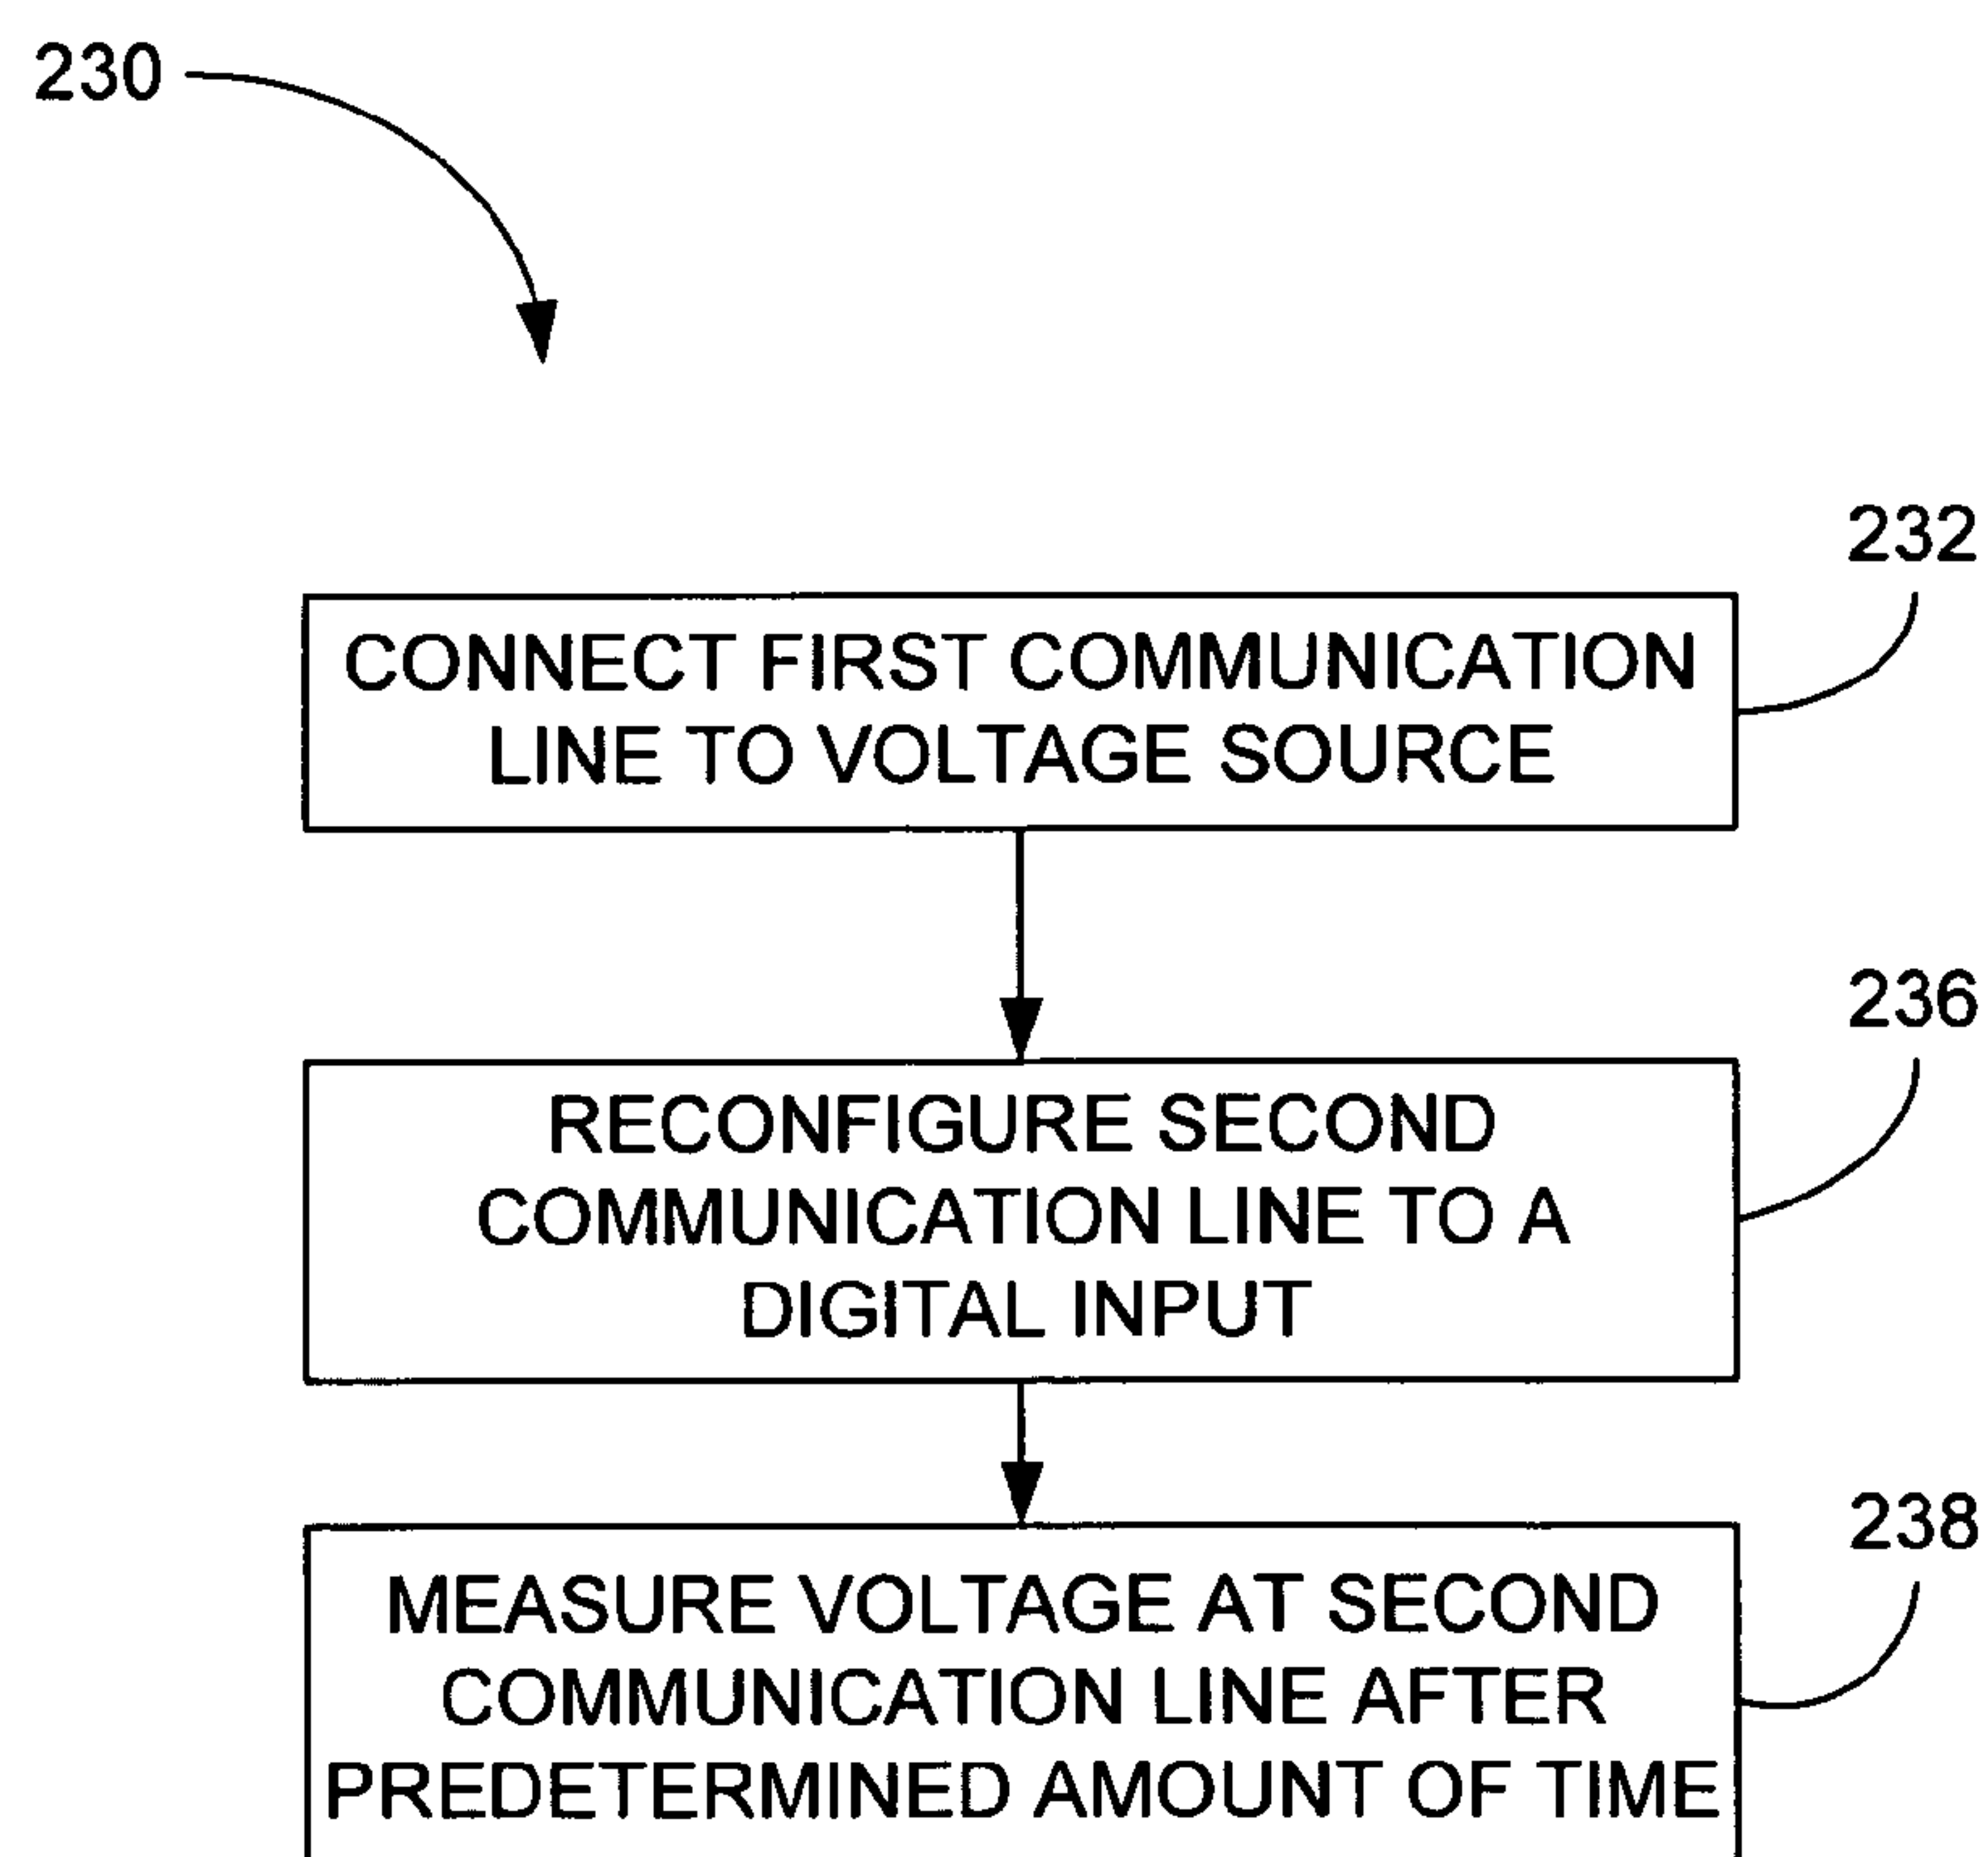 230
232
CONNECT FIRST COMMUNICATION
LINE TO VOLTAGE SOURCE
236
RECONFIGURE SECOND
COMMUNICATION LINE TO A
DIGITAL INPUT
238
MEASURE VOLTAGE AT SECOND
COMMUNICATION LINE AFTER
PREDETERMINED AMOUNT OF TIME